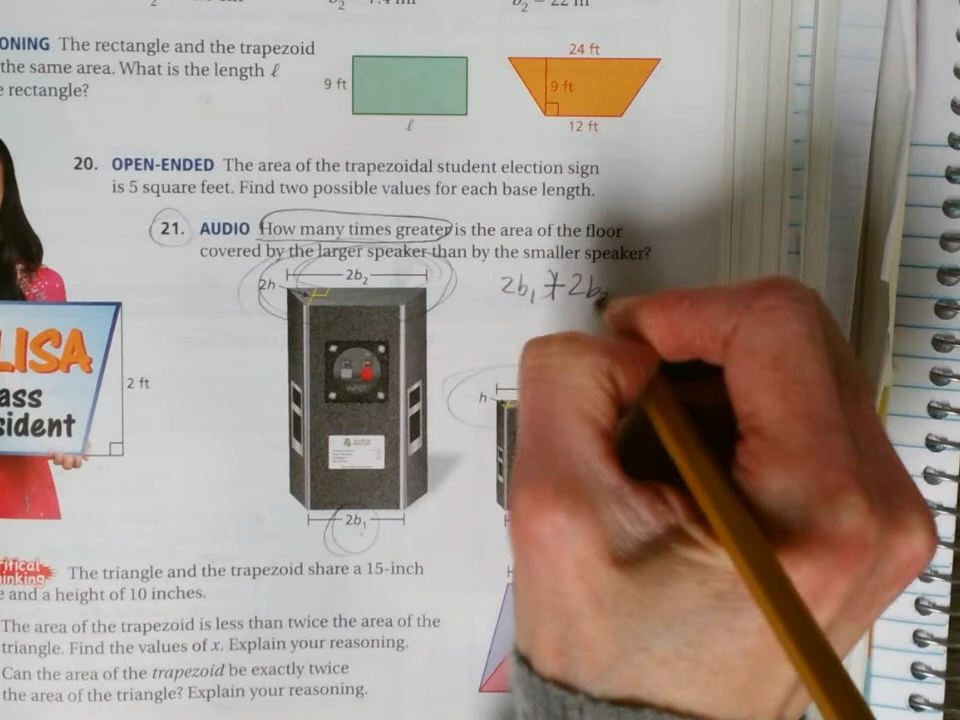 ONING The rectangle and the trapezoid
the same area. What is the length ℓ
rectangle?
9 ft
ℓ
24 ft
9 ft
12 ft
20. OPEN-ENDED The area of the trapezoidal student election sign
is 5 square feet. Find two possible values for each base length.
21. AUDIO How many times greater is the area of the floor
covered by the larger speaker than by the smaller speaker?
2b₂
2h
2b₁ + 2b
LISA
ass
sident
2 ft
h
2b₁
The triangle and the trapezoid share a 15-inch
and a height of 10 inches.
The area of the trapezoid is less than twice the area of the
triangle. Find the values of x. Explain your reasoning.
Can the area of the trapezoid be exactly twice
the area of the triangle? Explain your reasoning.